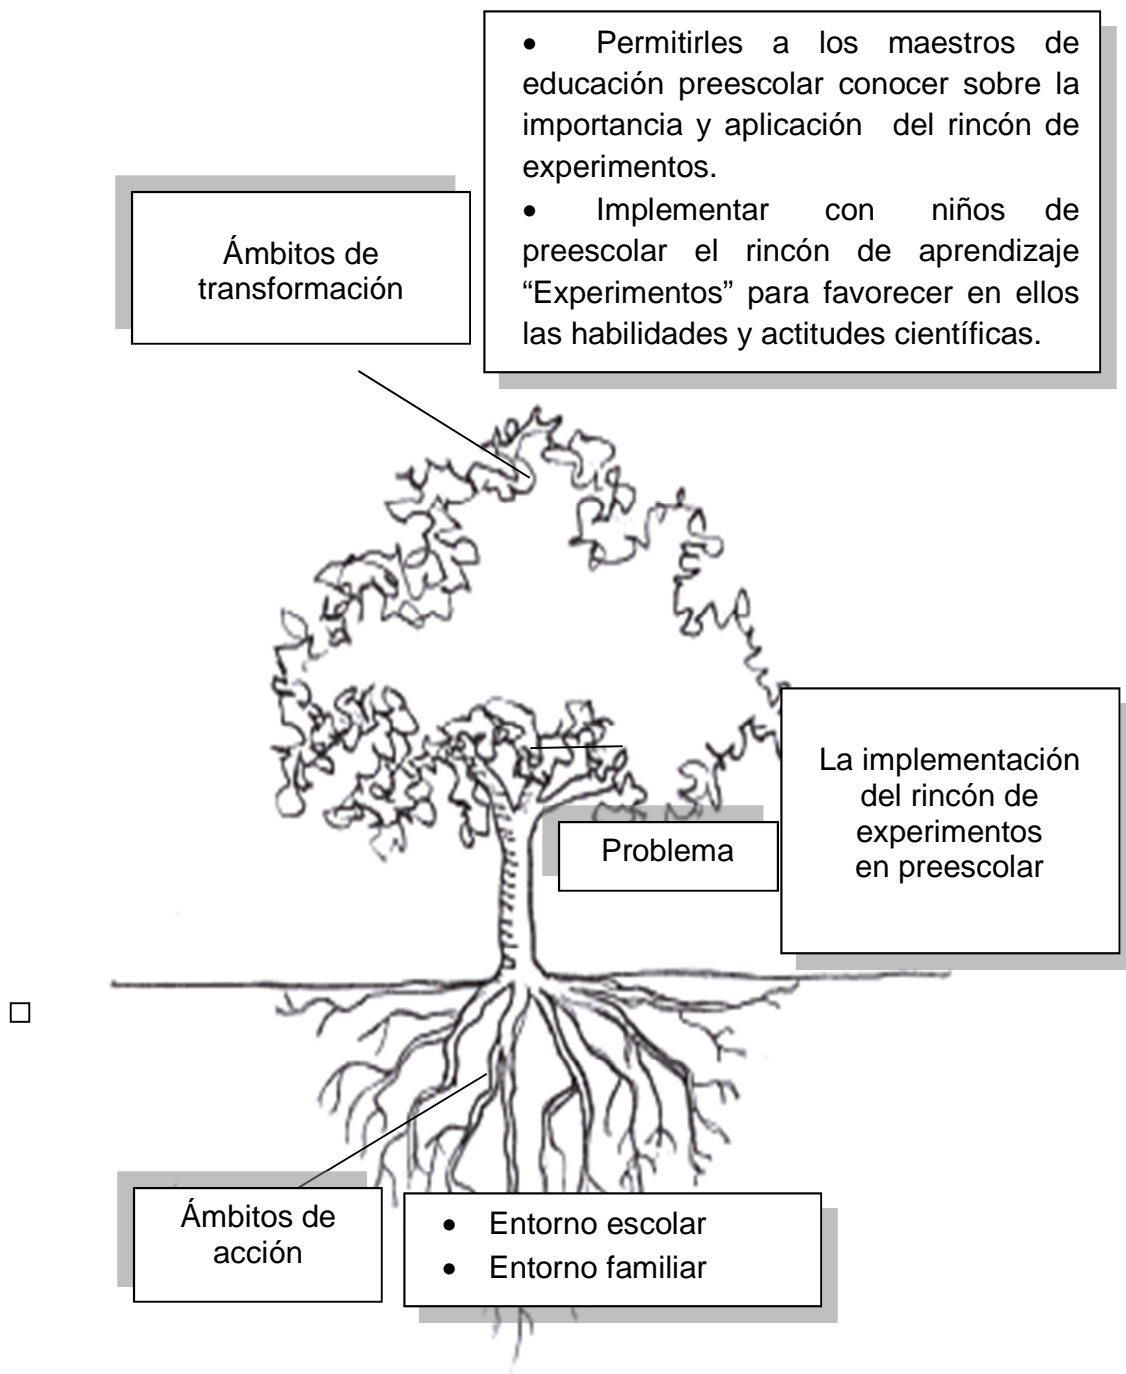 • Permitirles a los maestros de
educación preescolar conocer sobre la
importancia y aplicación del rincón de
experimentos.
• Implementar con niños de
preescolar el rincón de aprendizaje
“Experimentos” para favorecer en ellos
las habilidades y actitudes científicas.
Ámbitos de
transformación
La implementación
del rincón de
experimentos
en preescolar
Problema
Ámbitos de
acción
• Entorno escolar
• Entorno familiar